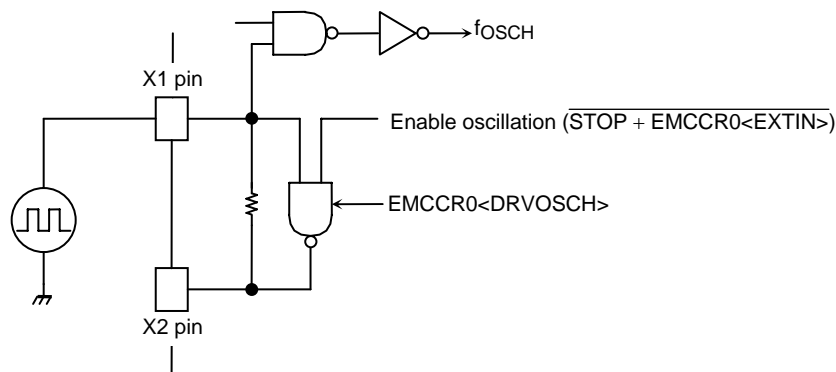 fOSCH
X1 pin
Enable oscillation (STOP + EMCCR0<EXTIN>)
EMCCR0<DRVOSCH>
X2 pin